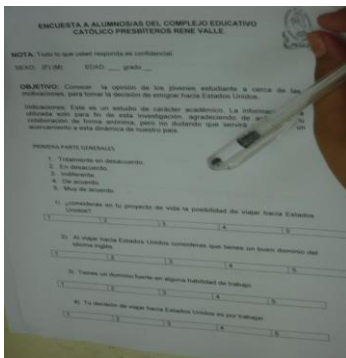 ENCUESTA A ALUMNOS/AS DEL COMPLEJO EDUCATIVO
CATÓLICO PRESBÍTEROS RENE VALLE.
NOTA: Todo lo que usted responda es confidencial.
SEXO: (F) (M) EDAD: ___ grado ___
OBJETIVO: Conocer la opinión de los jóvenes estudiante a cerca de las
motivaciones, para tomar la decisión de emigrar hacia Estados Unidos.
Indicaciones: Este es un estudio de carácter académico. La
utilizada solo para fin de esta investigación, agradeciendo de
colaboración de forma anónima, pero no dudando que servirá un
acercamiento a esta dinámica de nuestro país.
PRIMERA PARTE GENERALES
1. Totalmente en desacuerdo.
2. En desacuerdo.
3. Indiferente.
4. De acuerdo.
5. Muy de acuerdo.
1) ¿consideras en tu proyecto de vida la posibilidad de viajar hacia Estados
Unidos?
1 2 3 4 5
2) Al viajar hacia Estados Unidos consideras que tienes un buen dominio del
idioma inglés.
1 2 3 4 5
3) Tienes un dominio fuerte en alguna habilidad de trabajo.
1 2 3 4 5
4) Tu decisión de viajar hacia Estados Unidos es por trabajo
1 2 3 4 5